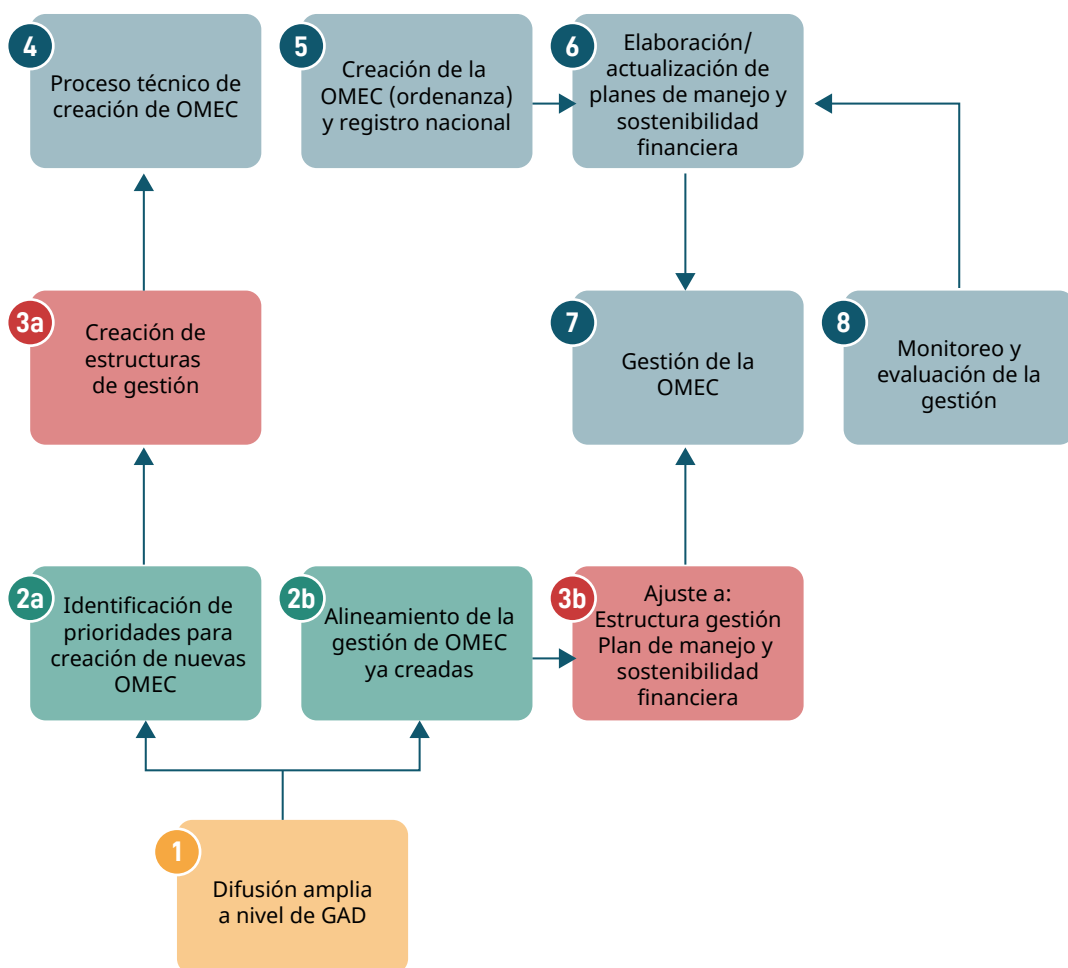 4
Proceso técnico de
creación de OMEC
5
Creación de la
OMEC (ordenanza)
y registro nacional
6
Elaboración/
actualización de
planes de manejo y
sostenibilidad
financiera
3a
Creación de
estructuras
de gestión
7
Gestión de la
OMEC
8
Monitoreo y
evaluación de la
gestión
2a
Identificación de
prioridades para
creación de nuevas
OMEC
2b
Alineamiento de la
gestión de OMEC
ya creadas
3b
Ajuste a:
Estructura gestión
Plan de manejo y
sostenibilidad
financiera
1
Difusión amplia
a nivel de GAD